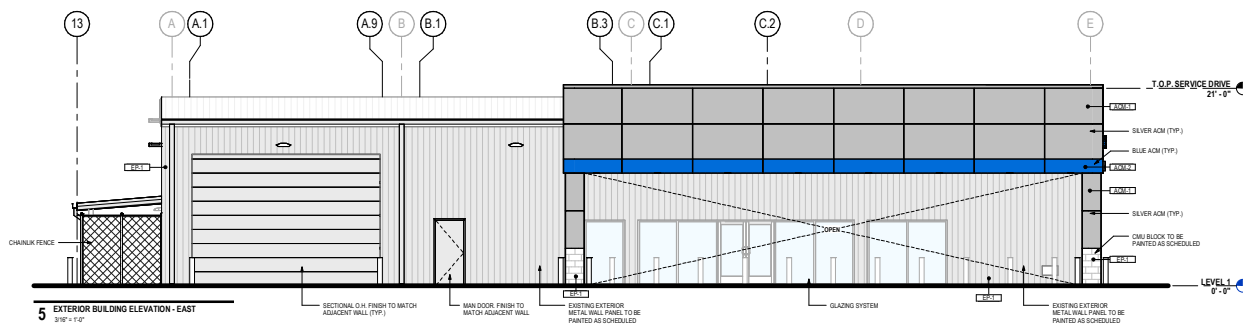 13
A
A.1
A.9
B
B.1
B.3
C
C.1
C.2
D
E
T.O.P. SERVICE DRIVE
21' - 0"
ACM-1
SILVER ACM (TYP.)
BLUE ACM (TYP.)
ACM-2
ACM-1
SILVER ACM (TYP.)
CMU BLOCK TO BE
PAINTED AS SCHEDULED
EP-1
EP-1
CHAINLIK FENCE
OPEN
LEVEL 1
0' - 0"
EP-1
EP-1
SECTIONAL O.H. FINISH TO MATCH
ADJACENT WALL (TYP.)
MAN DOOR. FINISH TO
MATCH ADJACENT WALL
EXISTING EXTERIOR
METAL WALL PANEL TO BE
PAINTED AS SCHEDULED
GLAZING SYSTEM
EXISTING EXTERIOR
METAL WALL PANEL TO BE
PAINTED AS SCHEDULED
5 EXTERIOR BUILDING ELEVATION - EAST
3/16" = 1'-0"